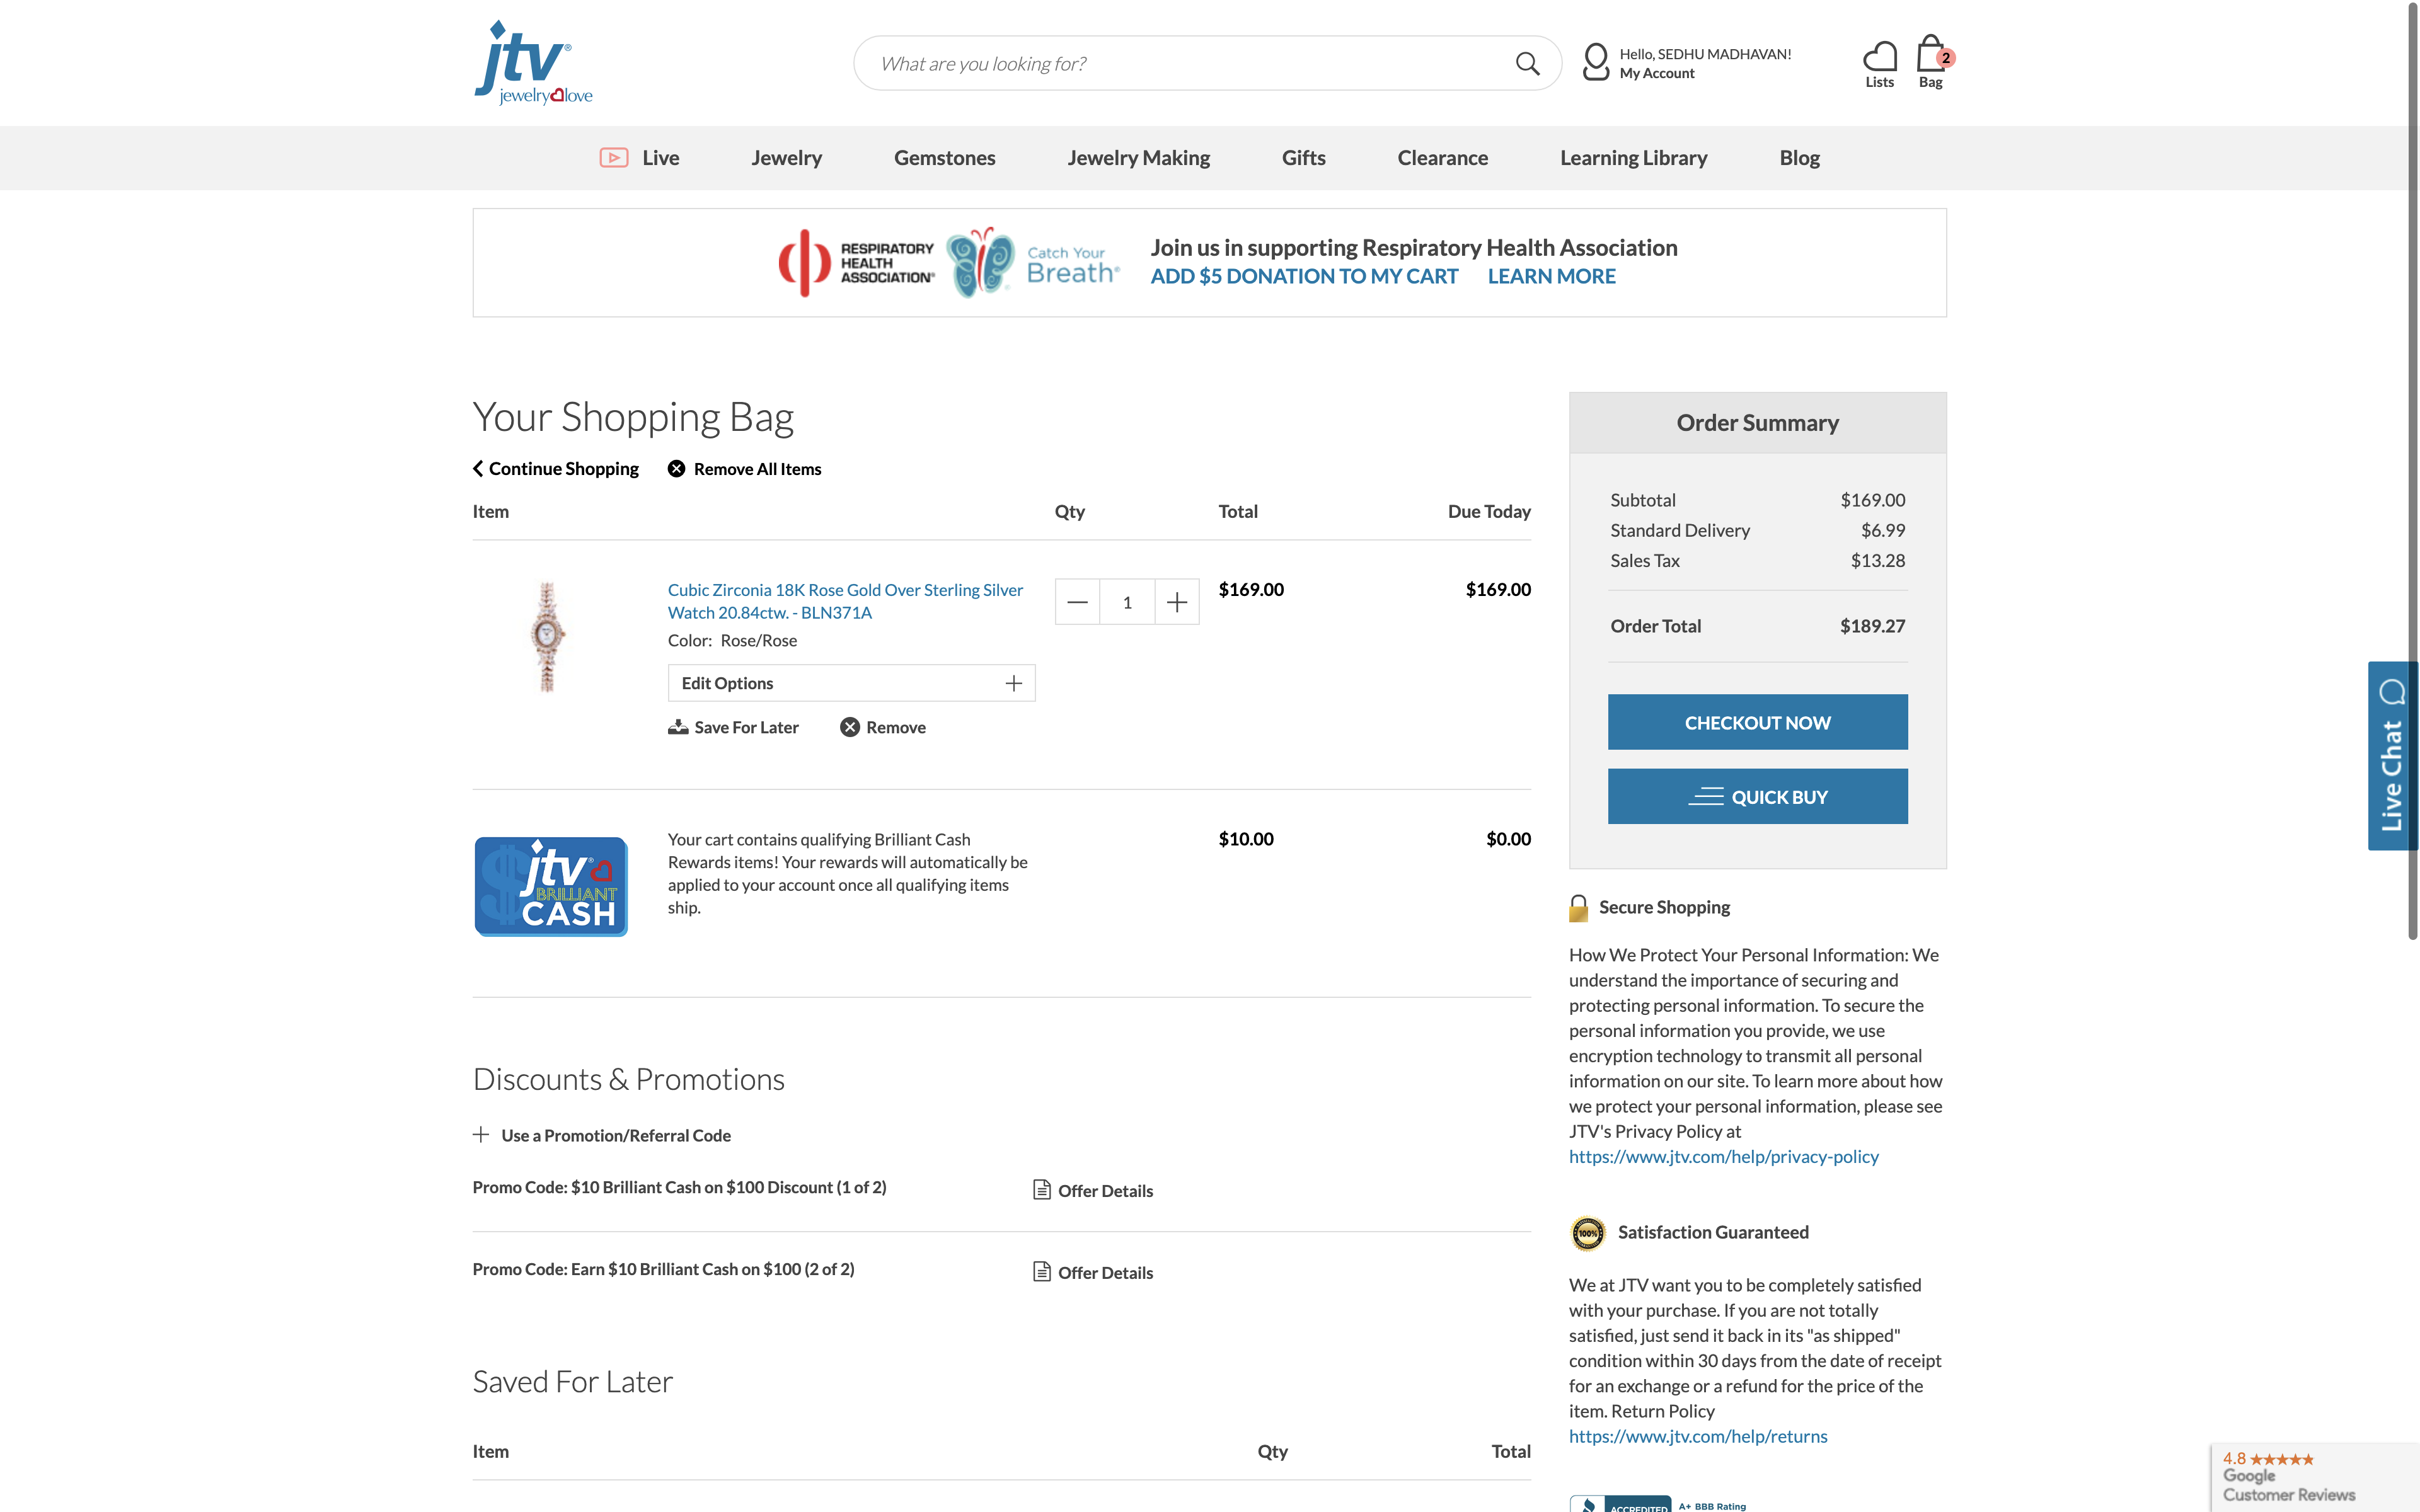 jtv®
jewelry love
What are you looking for?
Hello, SEDHU MADHAVAN!
My Account
Lists
Bag
2
Live
Jewelry
Gemstones
Jewelry Making
Gifts
Clearance
Learning Library
Blog
RESPIRATORY
HEALTH
ASSOCIATION®
Catch Your
Breath®
Join us in supporting Respiratory Health Association
ADD $5 DONATION TO MY CART LEARN MORE
Your Shopping Bag
Continue Shopping Remove All Items
Item Qty Total Due Today
Cubic Zirconia 18K Rose Gold Over Sterling Silver
Watch 20.84ctw. - BLN371A
1 $169.00 $169.00
Color: Rose/Rose
Edit Options
Save For Later Remove
jtv®
BRILLIANT
CASH
Your cart contains qualifying Brilliant Cash
Rewards items! Your rewards will automatically be
applied to your account once all qualifying items
ship.
$10.00 $0.00
Discounts & Promotions
Use a Promotion/Referral Code
Promo Code: $10 Brilliant Cash on $100 Discount (1 of 2) Offer Details
Promo Code: Earn $10 Brilliant Cash on $100 (2 of 2) Offer Details
Saved For Later
Item Qty Total
Order Summary
Subtotal $169.00
Standard Delivery $6.99
Sales Tax $13.28
Order Total $189.27
CHECKOUT NOW
QUICK BUY
Secure Shopping
How We Protect Your Personal Information: We
understand the importance of securing and
protecting personal information. To secure the
personal information you provide, we use
encryption technology to transmit all personal
information on our site. To learn more about how
we protect your personal information, please see
JTV's Privacy Policy at
https://www.jtv.com/help/privacy-policy
100%
Satisfaction Guaranteed
We at JTV want you to be completely satisfied
with your purchase. If you are not totally
satisfied, just send it back in its "as shipped"
condition within 30 days from the date of receipt
for an exchange or a refund for the price of the
item. Return Policy
https://www.jtv.com/help/returns
ACCREDITED
A+ BBB Rating
Live Chat
4.8
Google
Customer Reviews